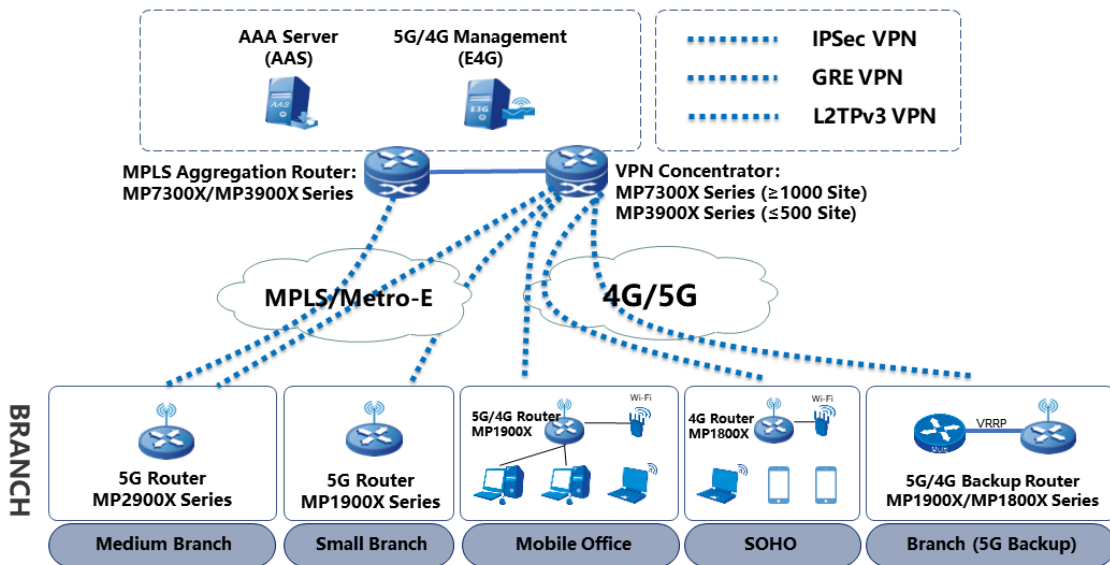 AAA Server
(AAS)
5G/4G Management
(E4G)
IPSec VPN
GRE VPN
L2TPv3 VPN
AAS
E3G
MPLS Aggregation Router:
MP7300X/MP3900X Series
VPN Concentrator:
MP7300X Series (≥1000 Site)
MP3900X Series (≤500 Site)
MPLS/Metro-E
4G/5G
BRANCH
5G Router
MP2900X Series
5G Router
MP1900X Series
5G/4G Router
MP1900X
Wi-Fi
4G Router
MP1800X
Wi-Fi
VRRP
5G/4G Backup Router
MP1900X/MP1800X Series
Medium Branch
Small Branch
Mobile Office
SOHO
Branch (5G Backup)